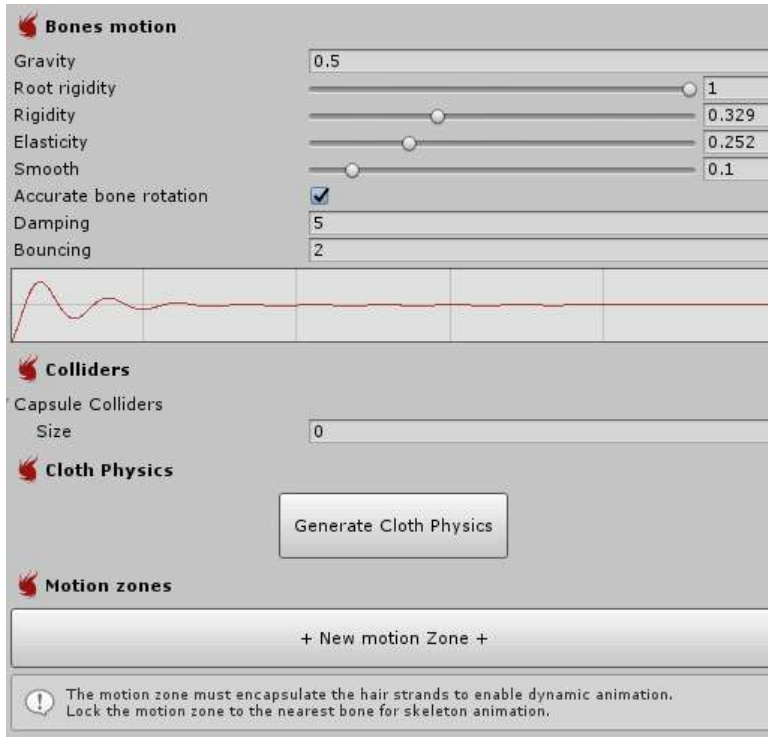 Bones motion
Gravity 0.5
Root rigidity 1
Rigidity 0.329
Elasticity 0.252
Smooth 0.1
Accurate bone rotation
Damping 5
Bouncing 2
Colliders
Capsule Colliders
Size 0
Cloth Physics
Generate Cloth Physics
Motion zones
+ New motion Zone +
The motion zone must encapsulate the hair strands to enable dynamic animation.
Lock the motion zone to the nearest bone for skeleton animation.